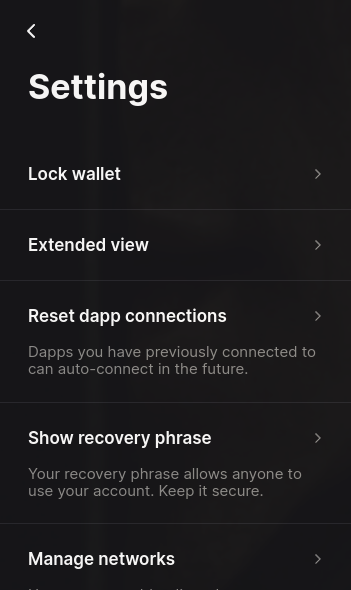 Settings
Lock wallet
Extended view
Reset dapp connections
Dapps you have previously connected to
can auto-connect in the future.
Show recovery phrase
Your recovery phrase allows anyone to
use your account. Keep it secure.
Manage networks